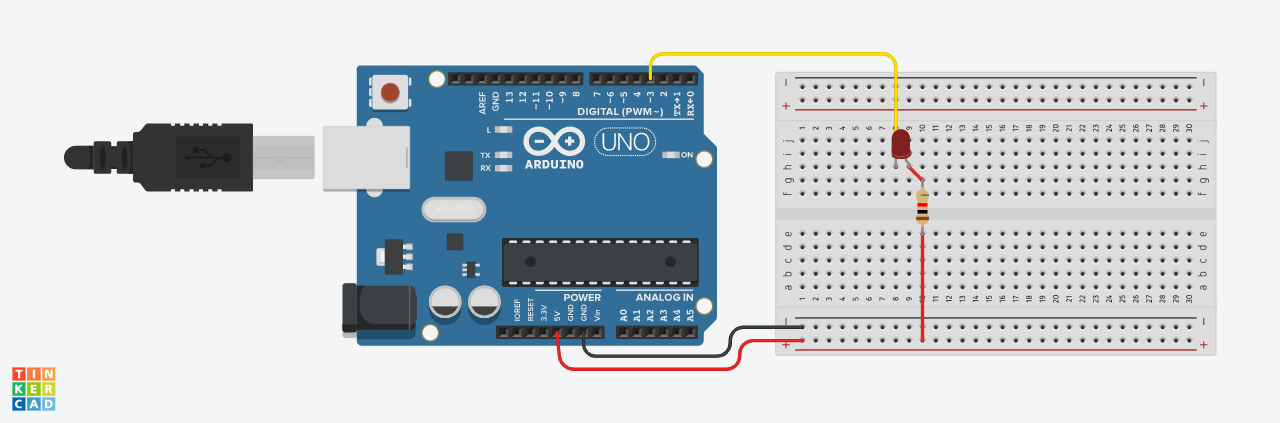 AREF
GND
13
12
~11
~10
~9
8
7
~6
~5
4
~3
2
TX→1
RX←0
DIGITAL (PWM~)
L
TX
RX
ARDUINO
UNO
ON
IOREF
RESET
3.3V
5V
GND
GND
Vin
POWER
ANALOG IN
A0
A1
A2
A3
A4
A5
1 2 3 4 5 6 7 8 9 10 11 12 13 14 15 16 17 18 19 20 21 22 23 24 25 26 27 28 29 30
j
i
h
g
f
e
d
c
b
a
j
i
h
g
f
e
d
c
b
a
1 2 3 4 5 6 7 8 9 10 11 12 13 14 15 16 17 18 19 20 21 22 23 24 25 26 27 28 29 30
TIN
KER
CAD